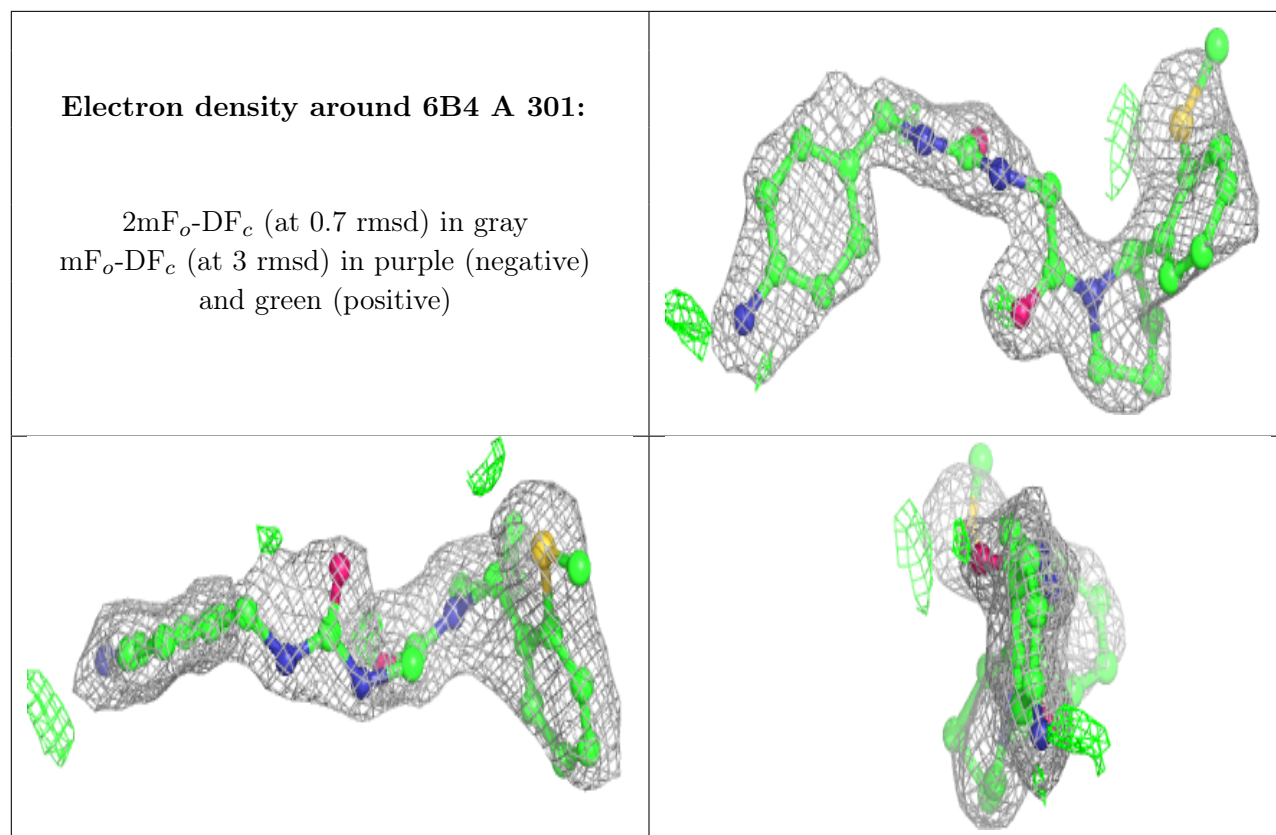 Electron density around 6B4 A 301:
2mFₒ-DF𝒸 (at 0.7 rmsd) in gray
mFₒ-DF𝒸 (at 3 rmsd) in purple (negative)
and green (positive)